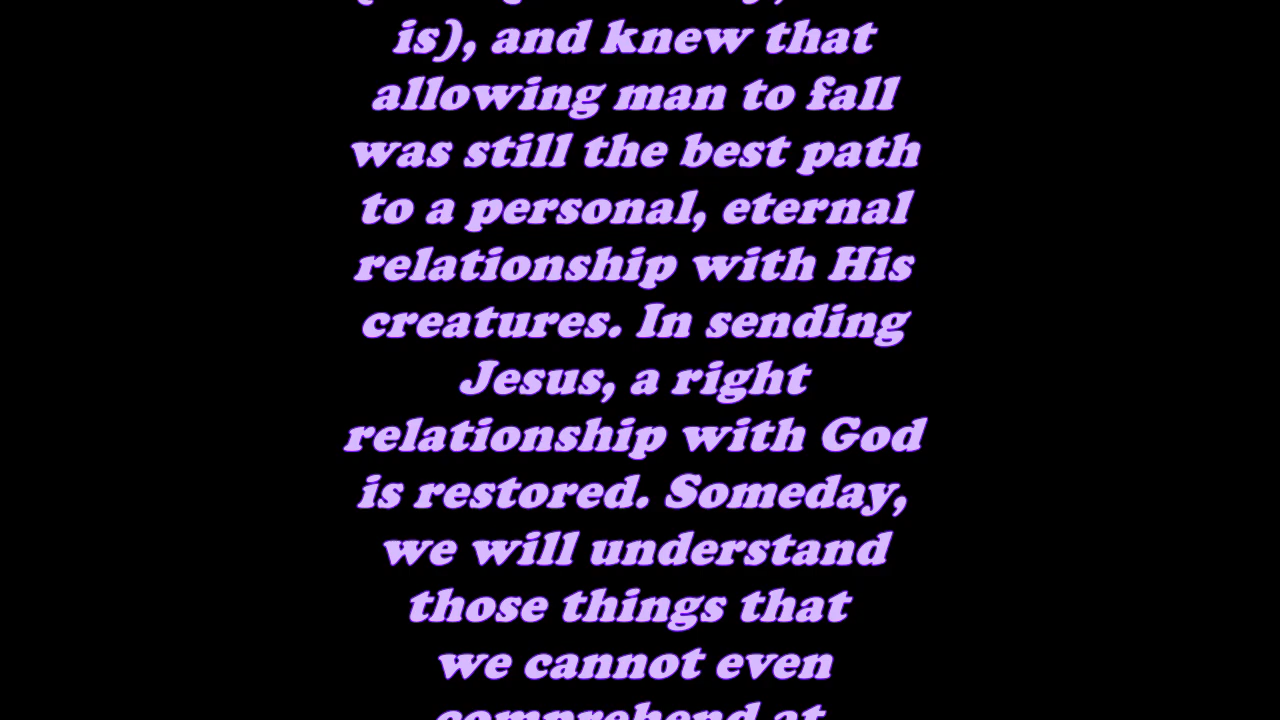 is), and knew that
allowing man to fall
was still the best path
to a personal, eternal
relationship with His
creatures. In sending
Jesus, a right
relationship with God
is restored. Someday,
we will understand
those things that
we cannot even
comprehend at